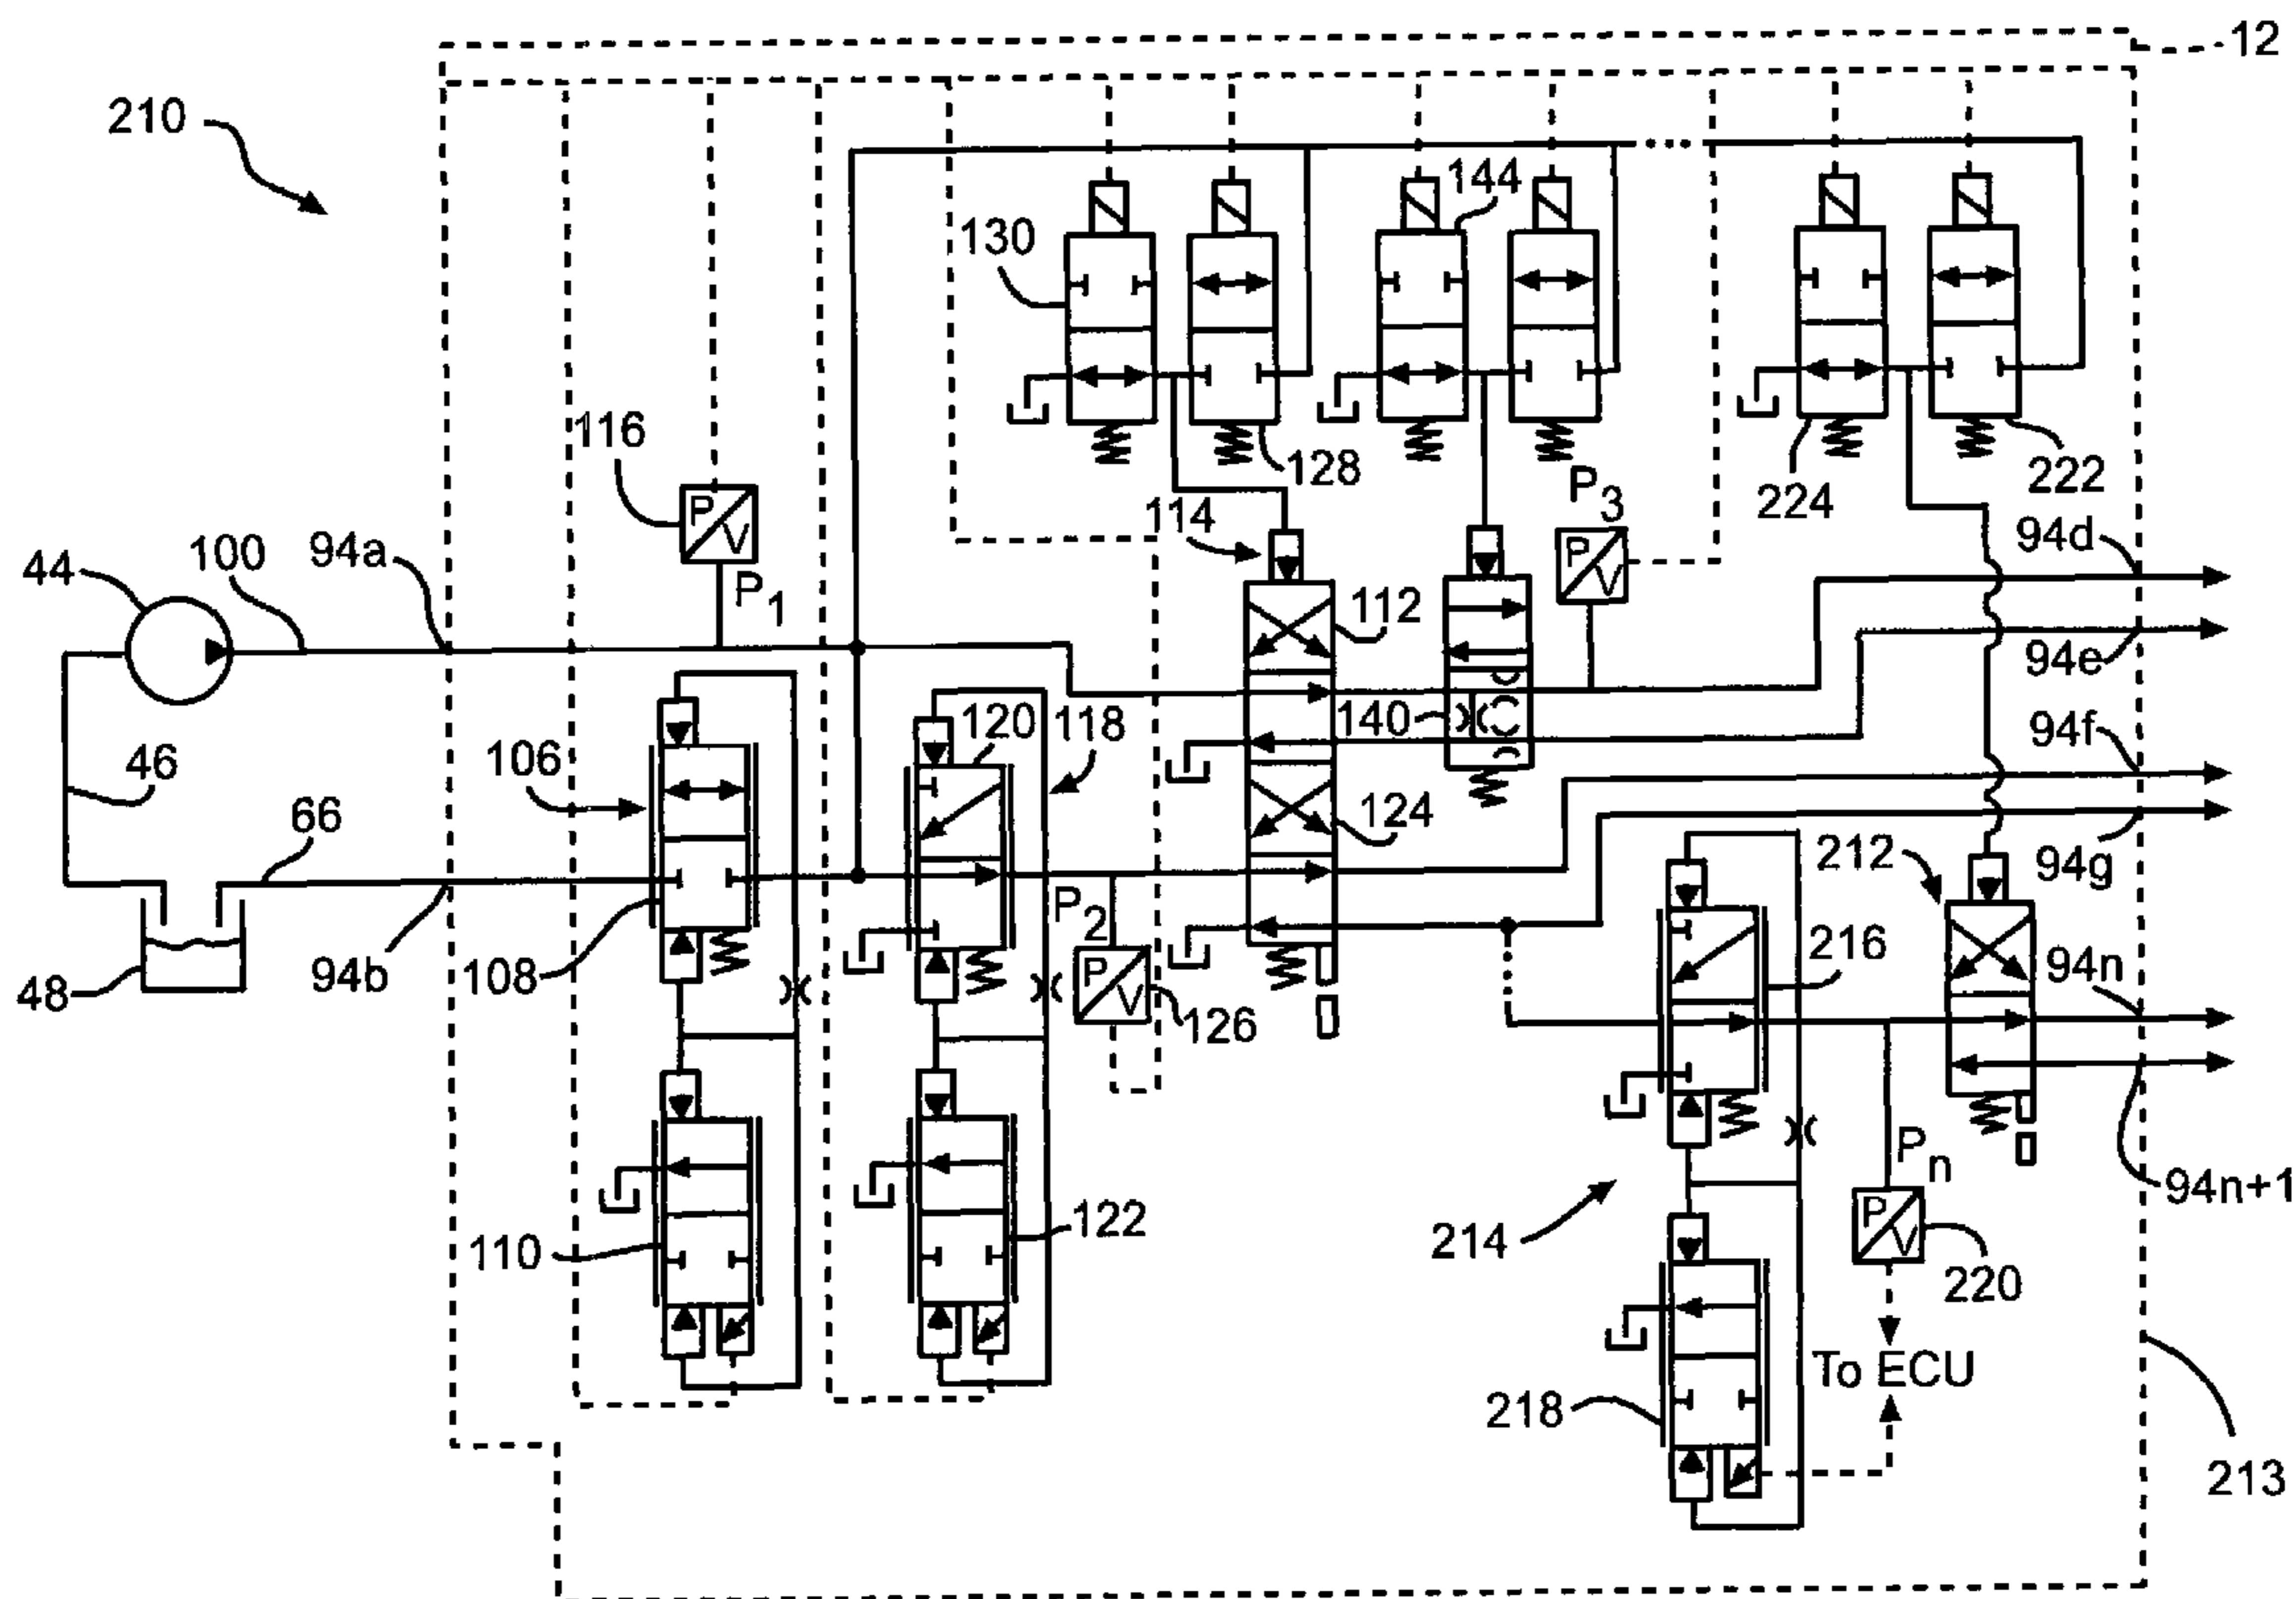 12
210
144
130
116
P V
128
P3
222
224
114
44
100
94a
P1
P V
94d
112
94e
140
120
118
106
94f
46
66
124
212
94g
P2
216
94n
48
94b
108
P V
126
Pn
94n+1
122
110
214
P V
220
To ECU
218
213